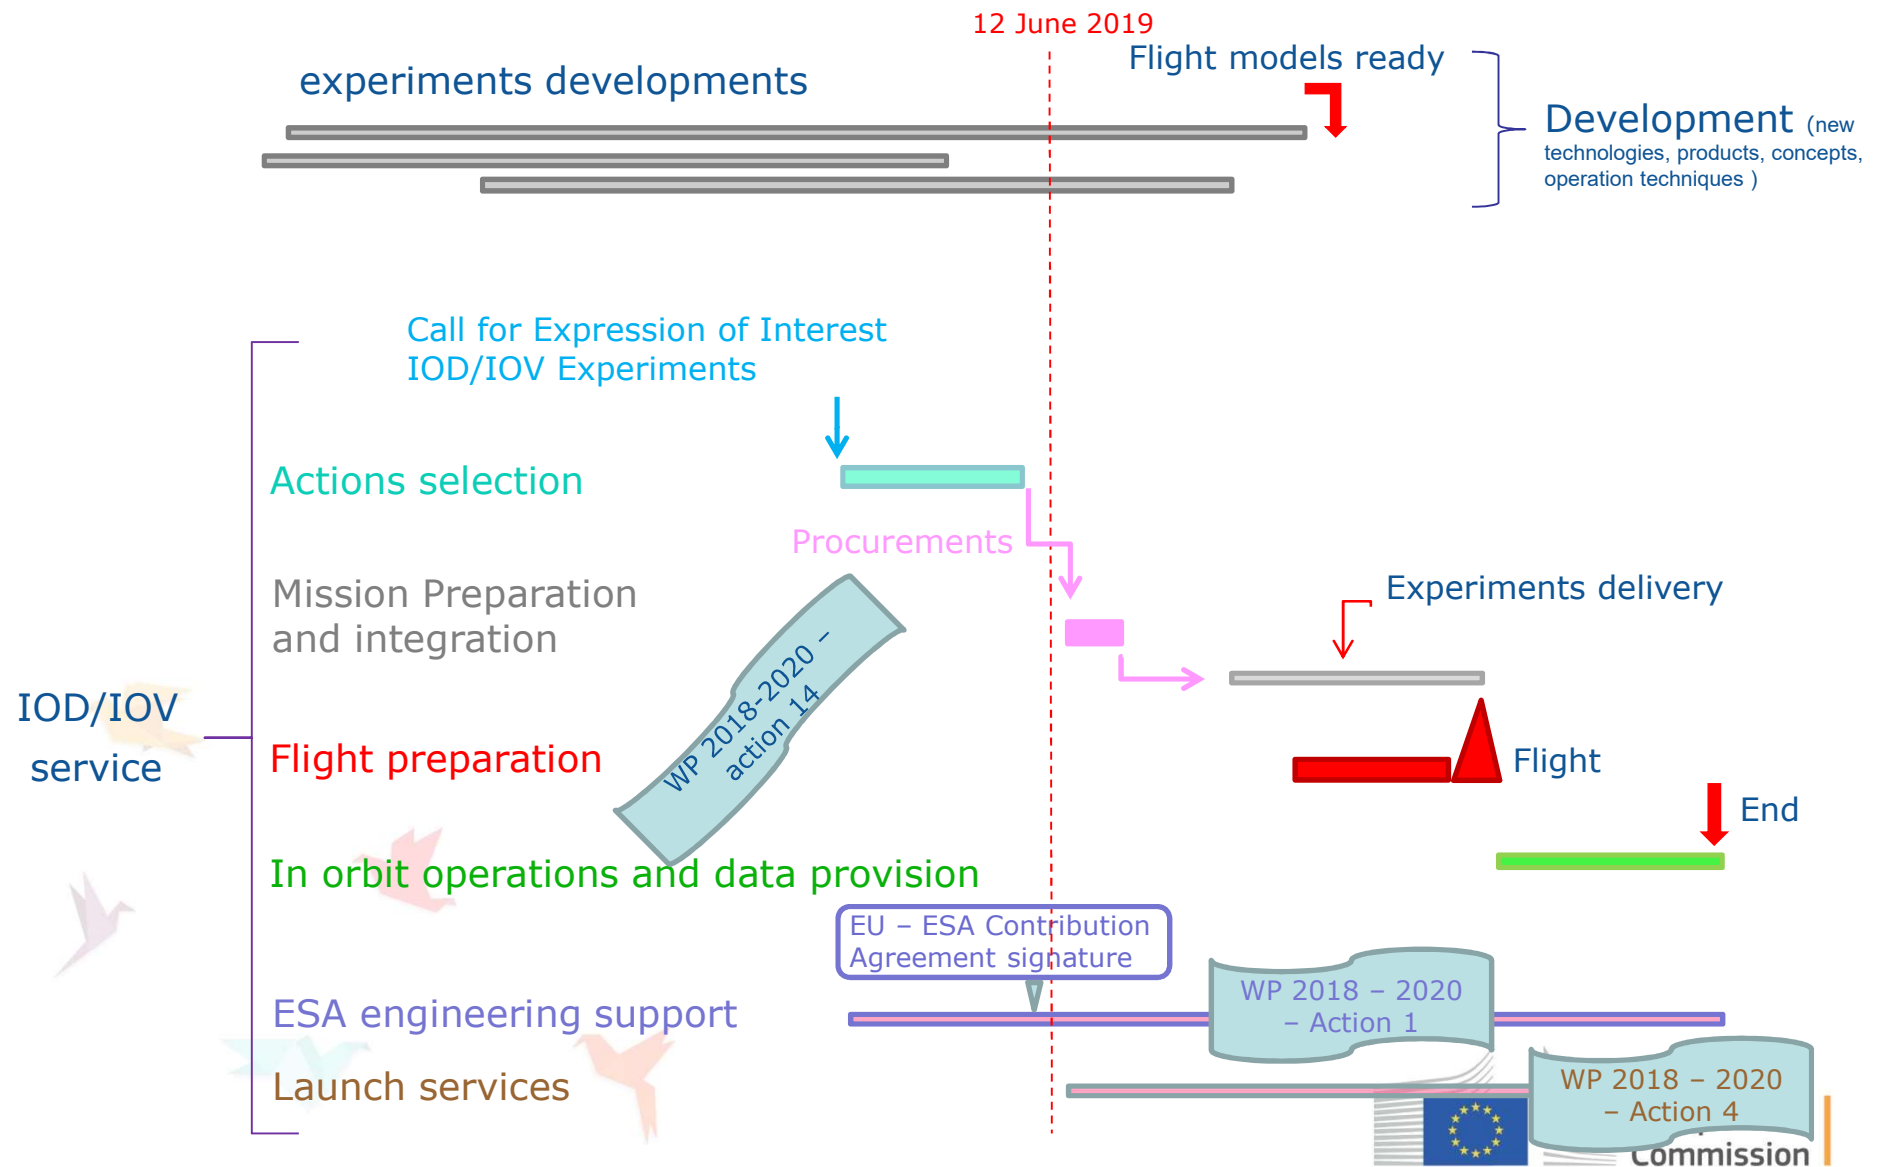 12 June 2019
Flight models ready
experiments developments
Development (new
technologies, products, concepts,
operation techniques )
Call for Expression of Interest
IOD/IOV Experiments
Actions selection
Procurements
Mission Preparation
and integration
Experiments delivery
WP 2018-2020 –
action 14
IOD/IOV
service
Flight preparation
Flight
End
In orbit operations and data provision
EU – ESA Contribution
Agreement signature
ESA engineering support
WP 2018 – 2020
– Action 1
Launch services
WP 2018 – 2020
– Action 4
Commission